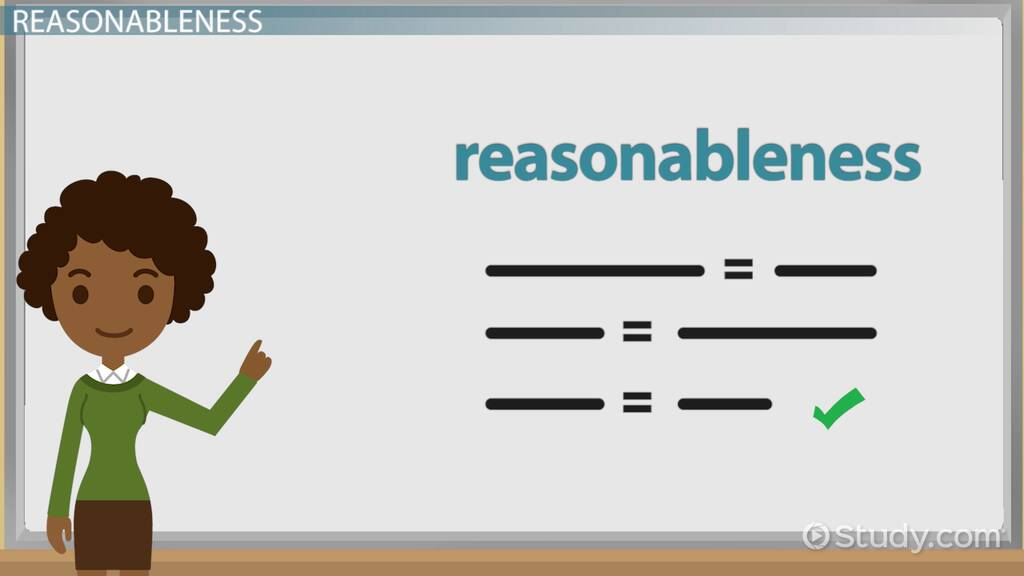 REASONABLENESS
reasonableness
=
=
=
Study.com